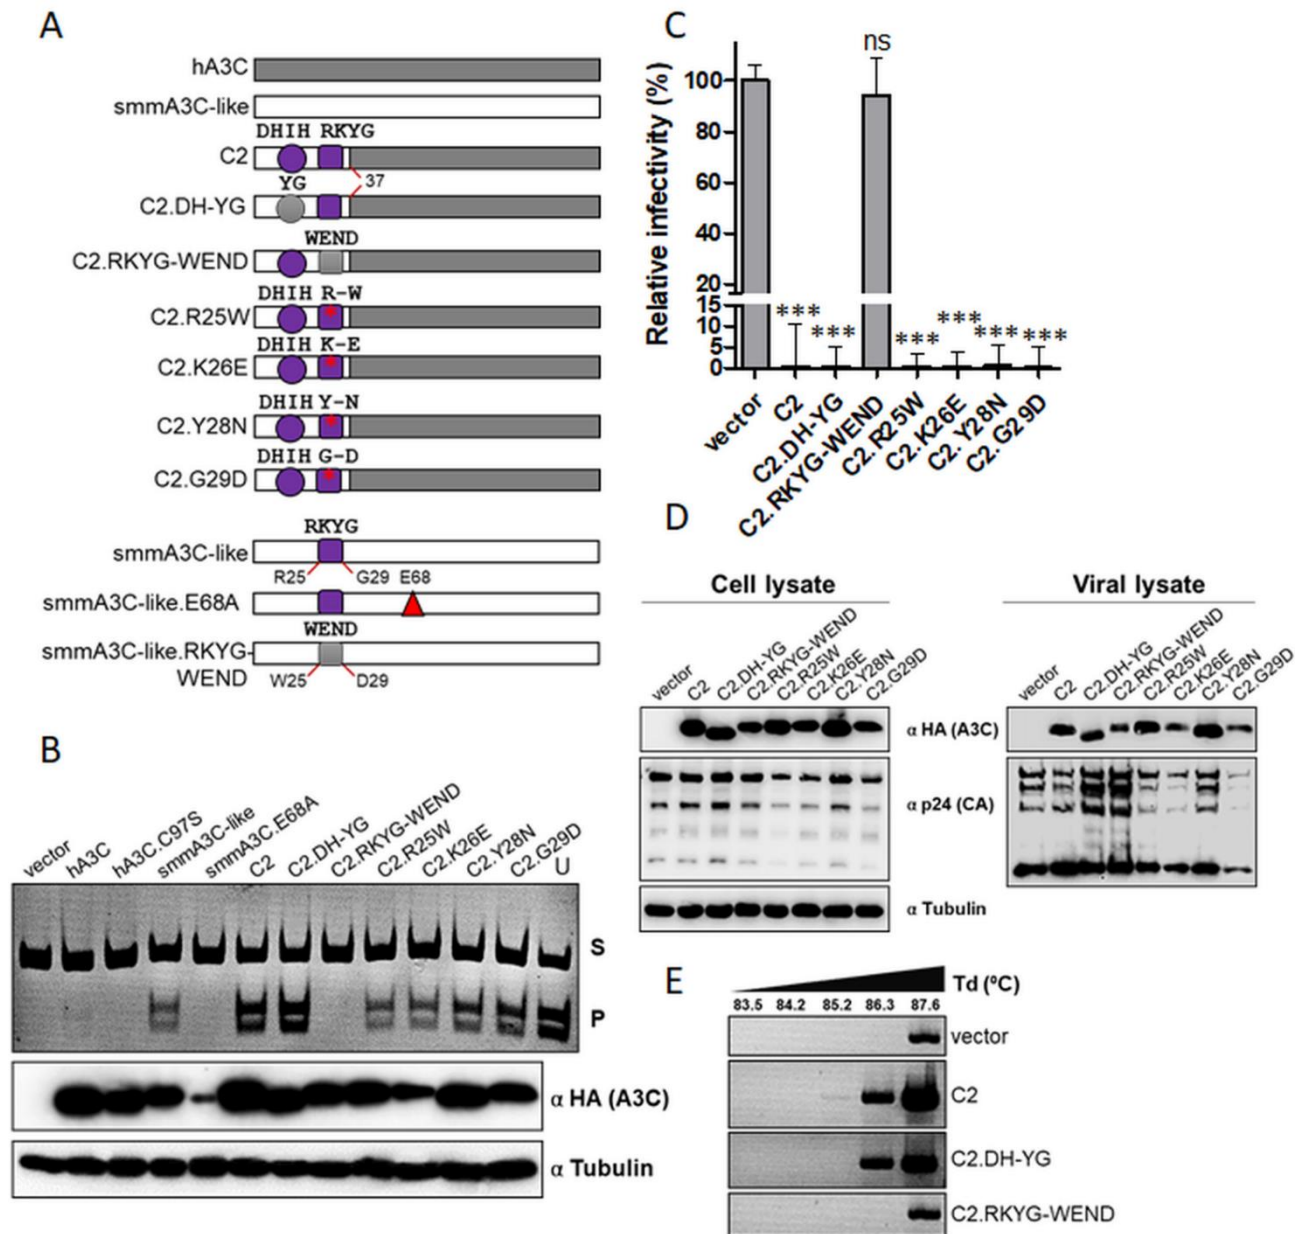 A
hA3C
smmA3C-like
DHIH RKYG
C2
37
YG
C2.DH-YG
WEND
C2.RKYG-WEND
DHIH R-W
C2.R25W
DHIH K-E
C2.K26E
DHIH Y-N
C2.Y28N
DHIH G-D
C2.G29D
RKYG
smmA3C-like
R25 G29 E68
smmA3C-like.E68A
WEND
smmA3C-like.RKYG-
WEND
W25 D29
B
vector hA3C hA3C.C97S smmA3C-like smmA3C.E68A C2 C2.DH-YG C2.RKYG-WEND C2.R25W C2.K26E C2.Y28N C2.G29D U
S
P
α HA (A3C)
α Tubulin
C
Relative infectivity (%)
100
80
60
40
20
15
10
5
0
*** *** ns *** *** *** ***
vector C2 C2.DH-YG C2.RKYG-WEND C2.R25W C2.K26E C2.Y28N C2.G29D
D
Cell lysate Viral lysate
vector C2 C2.DH-YG C2.RKYG-WEND C2.R25W C2.K26E C2.Y28N C2.G29D
vector C2 C2.DH-YG C2.RKYG-WEND C2.R25W C2.K26E C2.Y28N C2.G29D
α HA (A3C)
α p24 (CA)
α Tubulin
E
Td (ºC)
83.5 84.2 85.2 86.3 87.6
vector
C2
C2.DH-YG
C2.RKYG-WEND